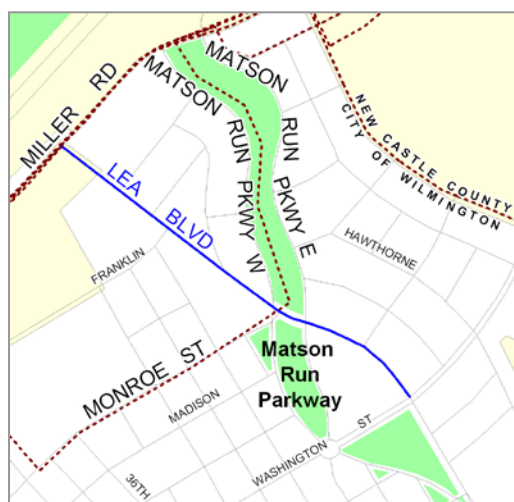 MATSON RUN PKWY E
MATSON RUN PKWY W
MILLER RD
NEW CASTLE COUNTY
CITY OF WILMINGTON
LEA BLVD
HAWTHORNE
FRANKLIN
MONROE ST
Matson
Run
Parkway
MADISON
WASHINGTON ST
36TH